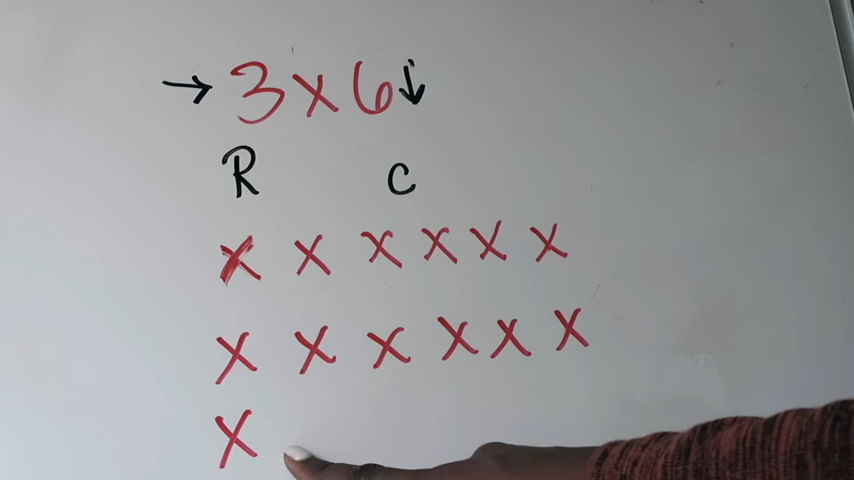 → 3 x 6 ↓
R C
x x x x x x
x x x x x x
x